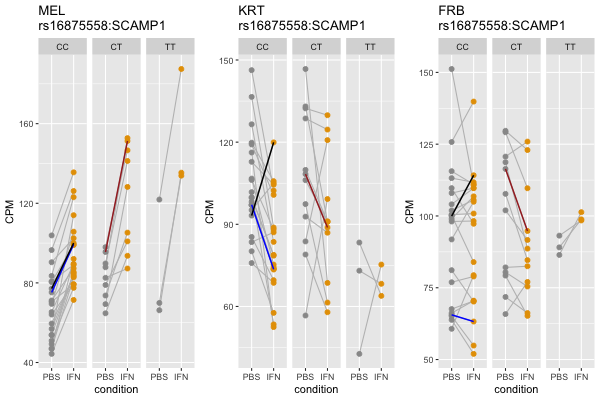 MEL
rs16875558:SCAMP1
CC CT TT
160
120
80
40
CPM
PBS IFN PBS IFN PBS IFN
condition
KRT
rs16875558:SCAMP1
CC CT TT
150
120
90
60
CPM
PBS IFN PBS IFN PBS IFN
condition
FRB
rs16875558:SCAMP1
CC CT TT
150
125
100
75
50
CPM
PBS IFN PBS IFN PBS IFN
condition